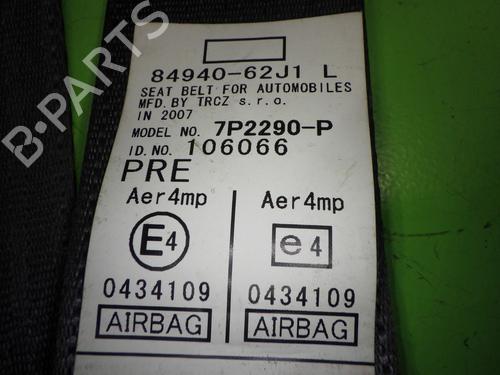 84940-62J1 L
SEAT BELT FOR AUTOMOBILES
MFD. BY TRCZ s.r.o.
IN 2007
MODEL NO. 7P2290-P
ID. NO. 106066
PRE
Aer4mp Aer4mp
E4 e4
0434109 0434109
AIRBAG AIRBAG
B-PARTS